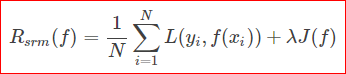 R_{srm}(f) = \frac{1}{N} \sum_{i=1}^{N} L(y_i, f(x_i)) + \lambda J(f)